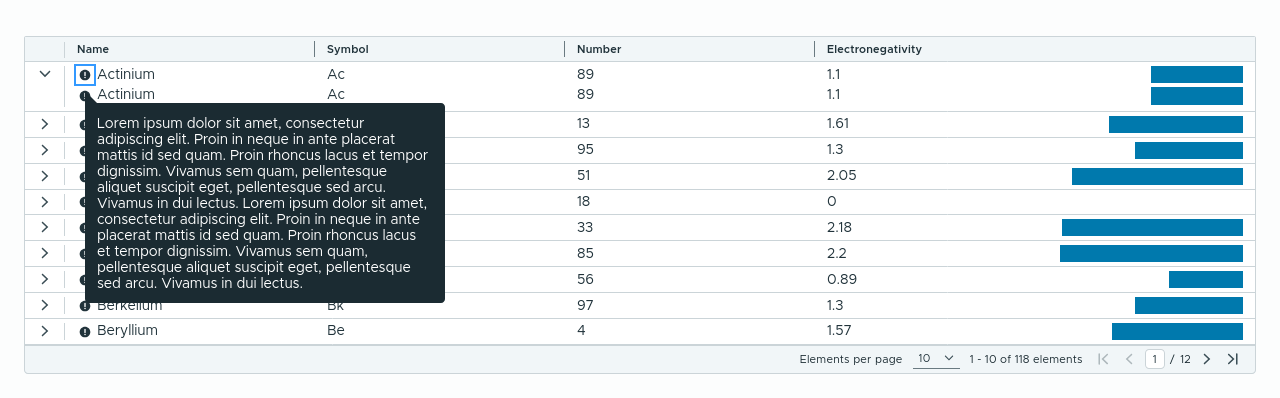 Name Symbol Number Electronegativity
Actinium Ac 89 1.1
Actinium Ac 89 1.1
13 1.61
95 1.3
51 2.05
18 0
33 2.18
85 2.2
56 0.89
Lorem ipsum dolor sit amet, consectetur
adipiscing elit. Proin in neque in ante placerat
mattis id sed quam. Proin rhoncus lacus et tempor
dignissim. Vivamus sem quam, pellentesque
aliquet suscipit eget, pellentesque sed arcu.
Vivamus in dui lectus. Lorem ipsum dolor sit amet,
consectetur adipiscing elit. Proin in neque in ante
placerat mattis id sed quam. Proin rhoncus lacus
et tempor dignissim. Vivamus sem quam,
pellentesque aliquet suscipit eget, pellentesque
sed arcu. Vivamus in dui lectus.
Berkelium Bk 97 1.3
Beryllium Be 4 1.57
Elements per page 10 1 - 10 of 118 elements 1 / 12